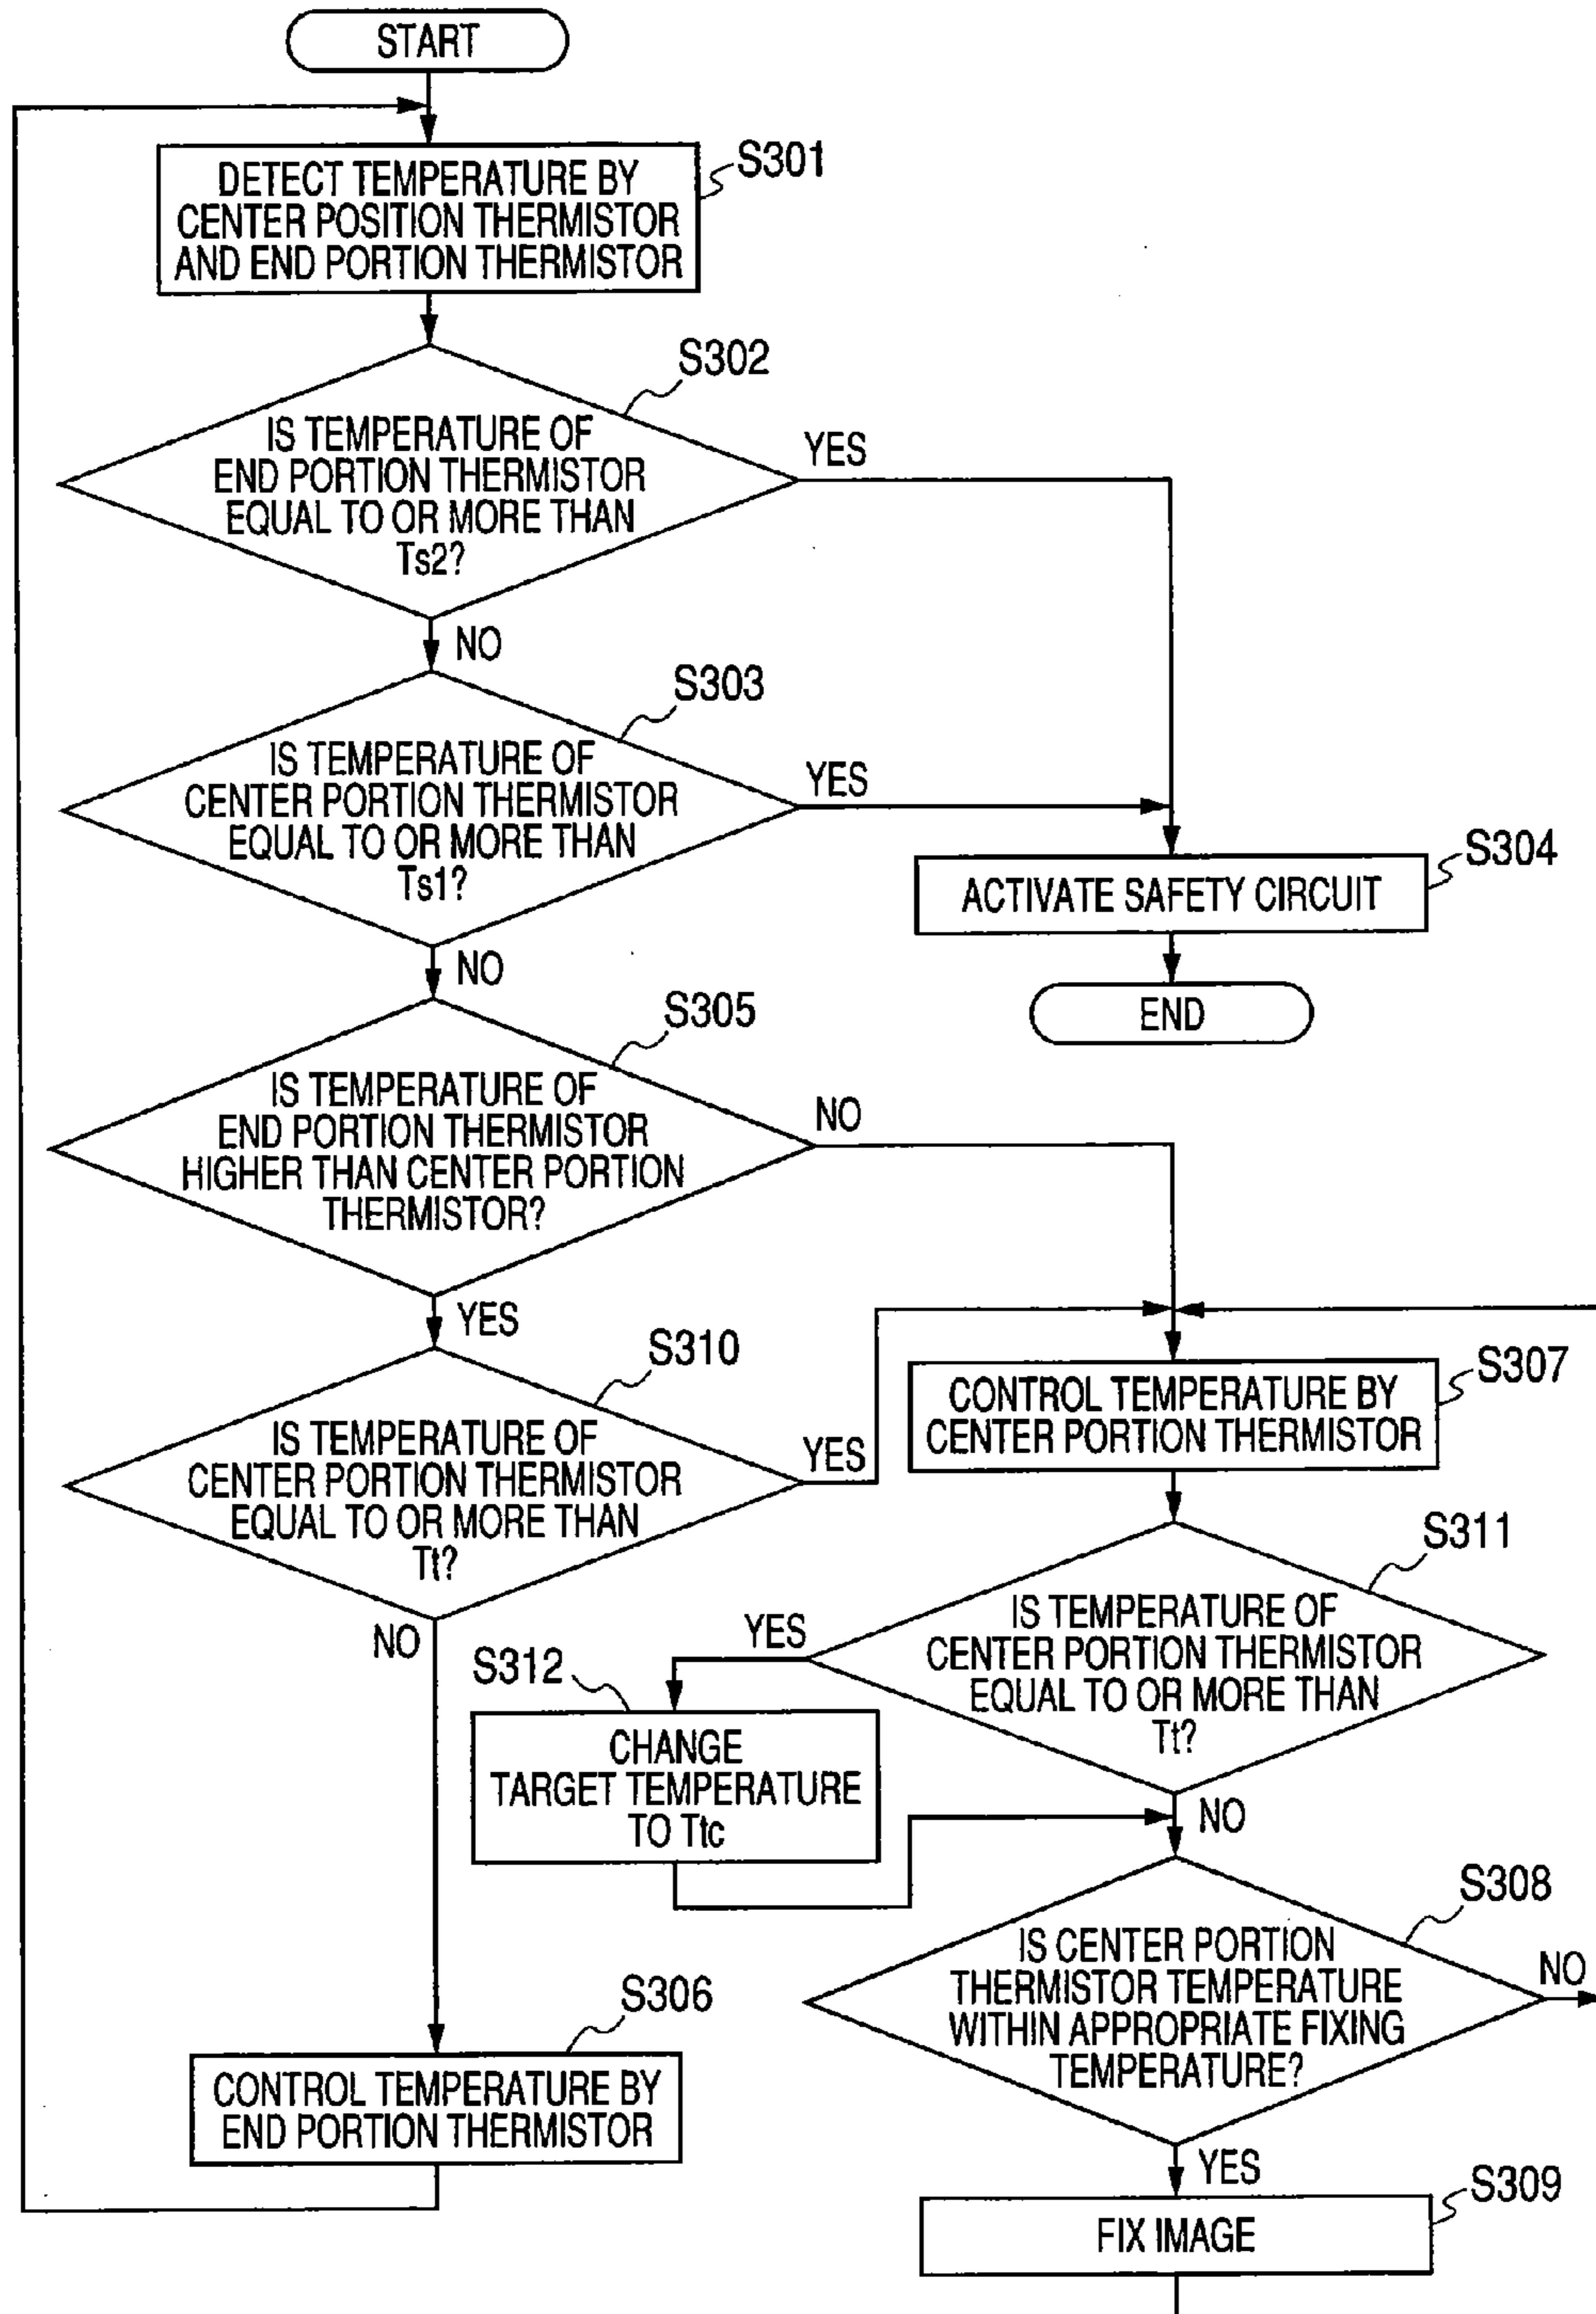 START
DETECT TEMPERATURE BY
CENTER POSITION THERMISTOR
AND END PORTION THERMISTOR
S301
S302
IS TEMPERATURE OF
END PORTION THERMISTOR
EQUAL TO OR MORE THAN
Ts2?
YES
NO
S303
IS TEMPERATURE OF
CENTER PORTION THERMISTOR
EQUAL TO OR MORE THAN
Ts1?
YES
NO
S304
ACTIVATE SAFETY CIRCUIT
END
S305
IS TEMPERATURE OF
END PORTION THERMISTOR
HIGHER THAN CENTER PORTION
THERMISTOR?
NO
YES
S310
IS TEMPERATURE OF
CENTER PORTION THERMISTOR
EQUAL TO OR MORE THAN
Tt?
YES
NO
S307
CONTROL TEMPERATURE BY
CENTER PORTION THERMISTOR
S311
IS TEMPERATURE OF
CENTER PORTION THERMISTOR
EQUAL TO OR MORE THAN
Tt?
YES
NO
S312
CHANGE
TARGET TEMPERATURE
TO Ttc
S308
IS CENTER PORTION
THERMISTOR TEMPERATURE
WITHIN APPROPRIATE FIXING
TEMPERATURE?
NO
YES
S306
CONTROL TEMPERATURE BY
END PORTION THERMISTOR
S309
FIX IMAGE